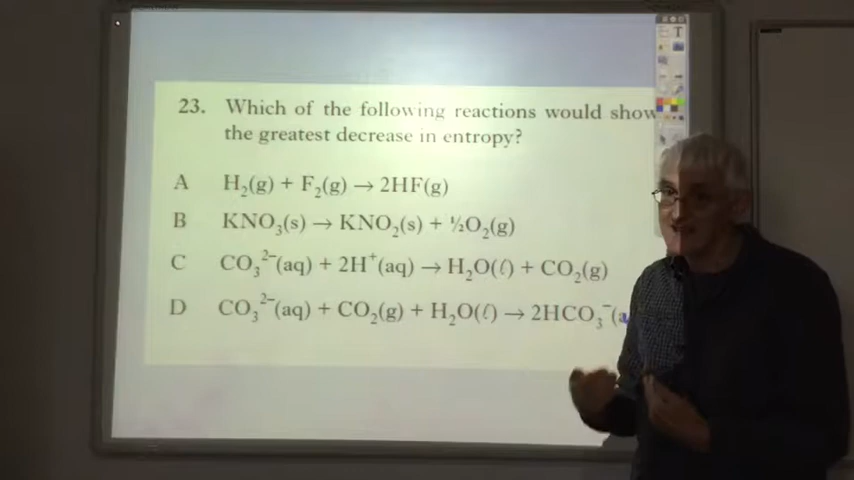 23. Which of the following reactions would show
the greatest decrease in entropy?
A H₂(g) + F₂(g) → 2HF(g)
B KNO₃(s) → KNO₂(s) + ½O₂(g)
C CO₃²⁻(aq) + 2H⁺(aq) → H₂O(ℓ) + CO₂(g)
D CO₃²⁻(aq) + CO₂(g) + H₂O(ℓ) → 2HCO₃⁻(a
T